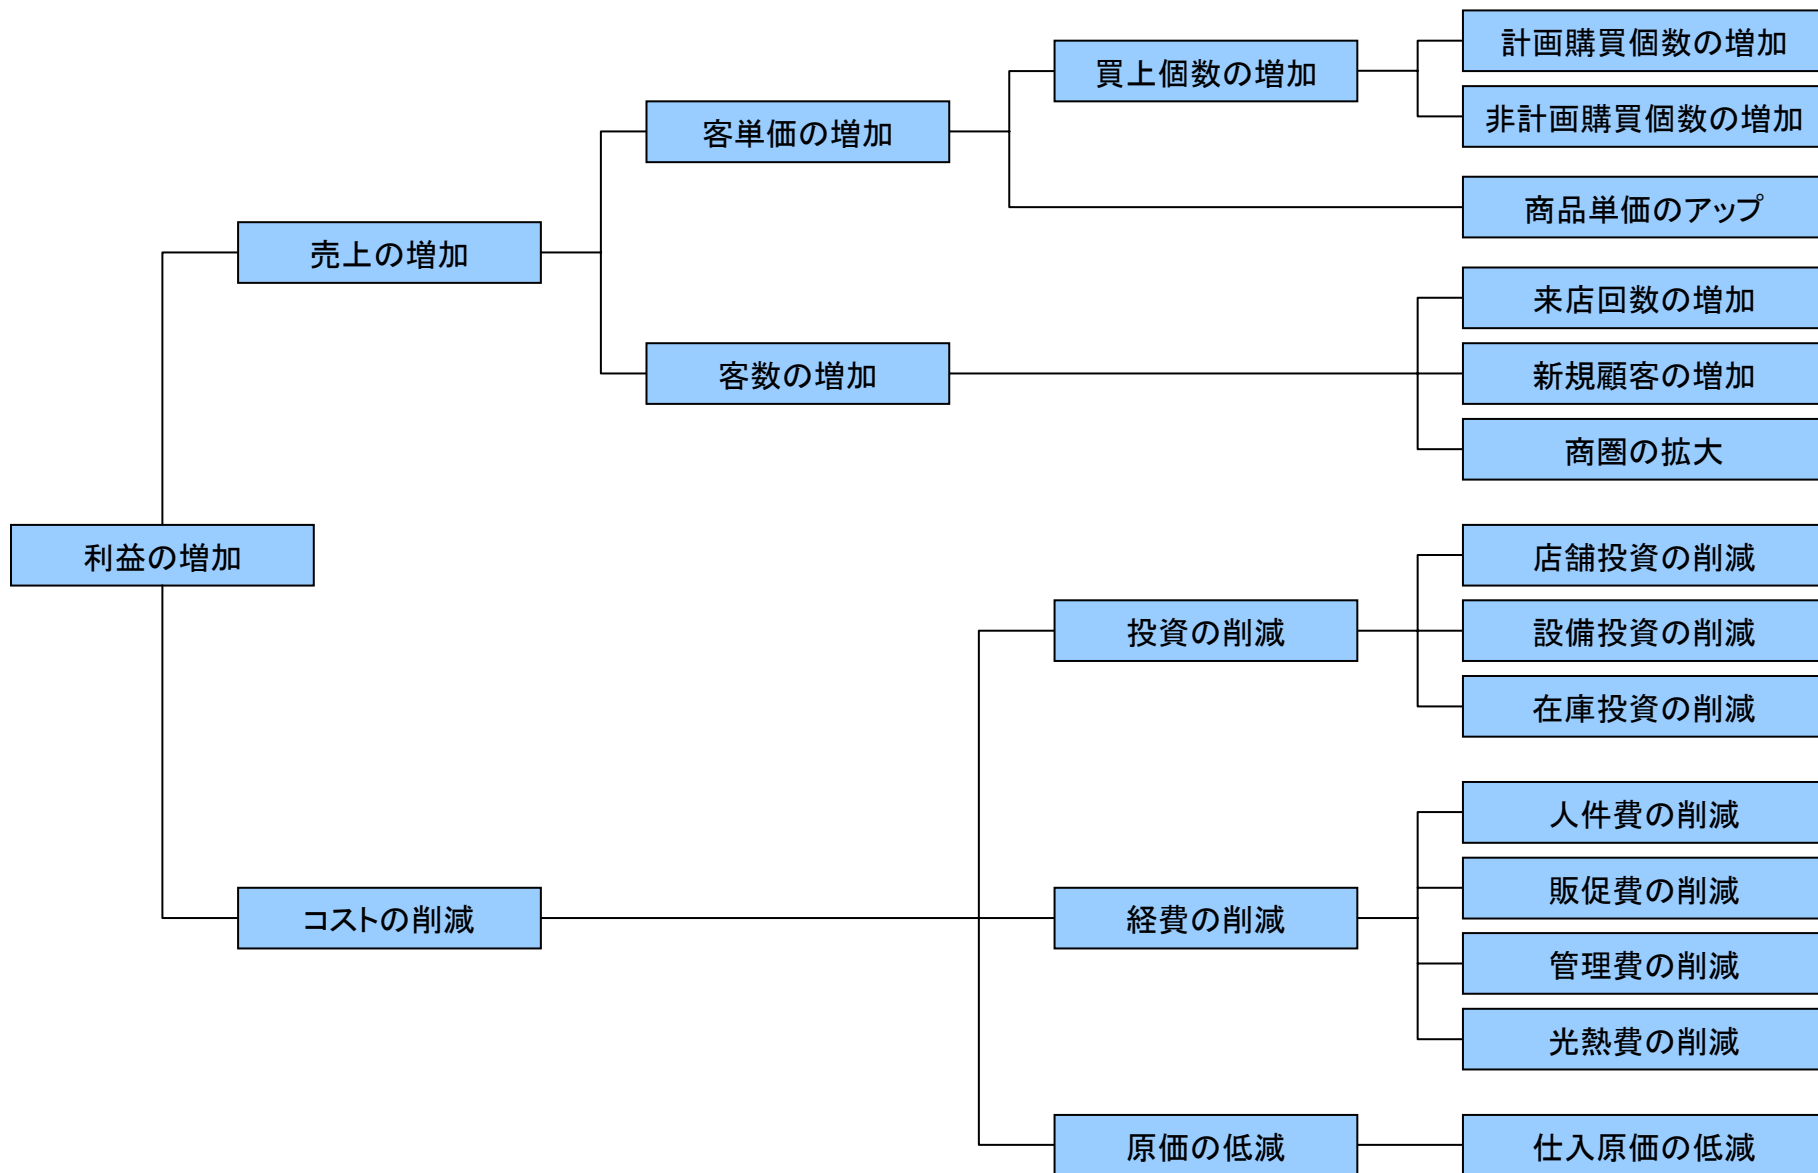 計画購買個数の増加
買上個数の増加
非計画購買個数の増加
客単価の増加
商品単価のアップ
売上の増加
来店回数の増加
客数の増加
新規顧客の増加
商圏の拡大
利益の増加
店舗投資の削減
投資の削減
設備投資の削減
在庫投資の削減
人件費の削減
販促費の削減
コストの削減
経費の削減
管理費の削減
光熱費の削減
原価の低減
仕入原価の低減